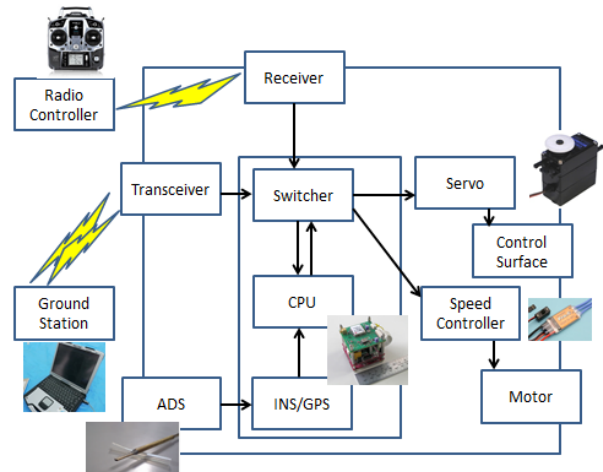 Receiver
Radio
Controller
Transceiver
Switcher
Servo
Control
Surface
Ground
Station
CPU
Speed
Controller
ADS
INS/GPS
Motor